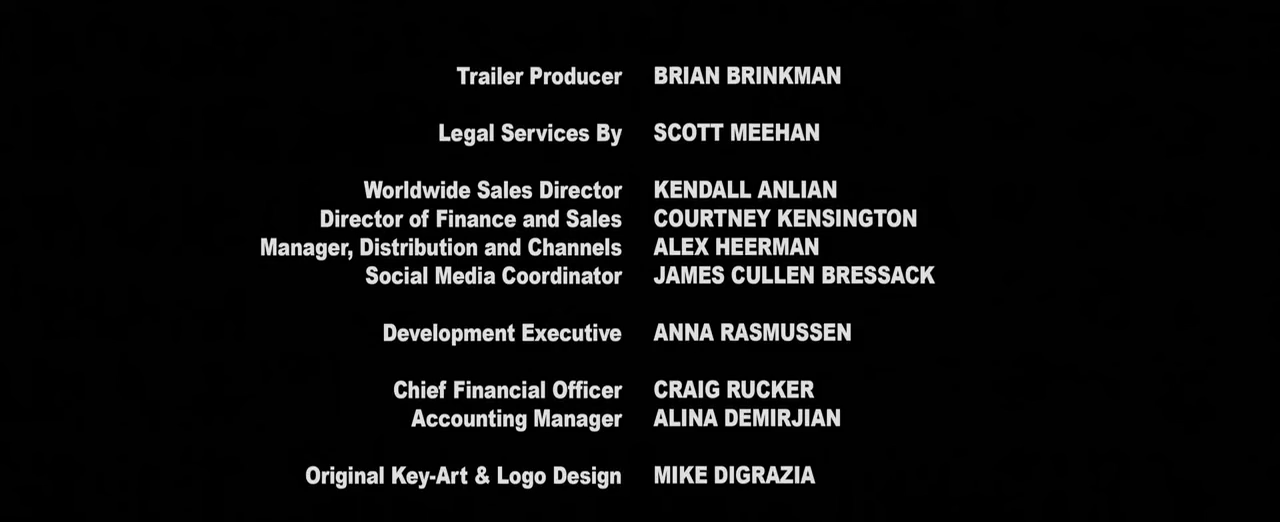 Trailer Producer BRIAN BRINKMAN
Legal Services By SCOTT MEEHAN
Worldwide Sales Director KENDALL ANLIAN
Director of Finance and Sales COURTNEY KENSINGTON
Manager, Distribution and Channels ALEX HEERMAN
Social Media Coordinator JAMES CULLEN BRESSACK
Development Executive ANNA RASMUSSEN
Chief Financial Officer CRAIG RUCKER
Accounting Manager ALINA DEMIRJIAN
Original Key-Art & Logo Design MIKE DIGRAZIA